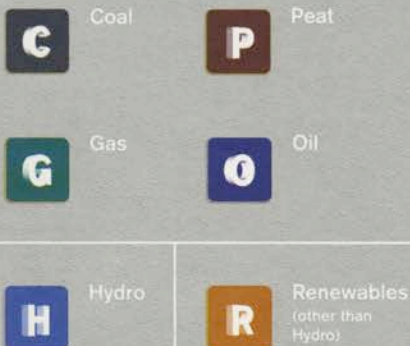 C Coal
P Peat
G Gas
O Oil
H Hydro
R Renewables
(other than
Hydro)